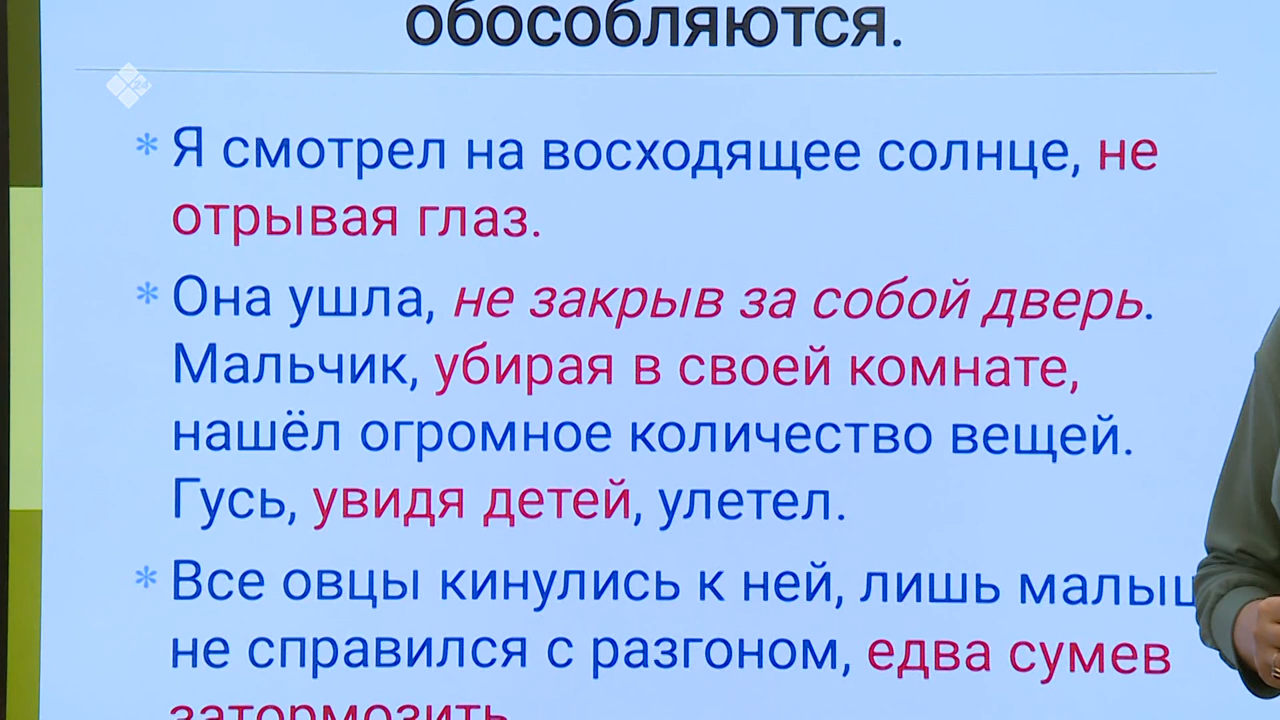 обособляются.
* Я смотрел на восходящее солнце, не
отрывая глаз.
* Она ушла, не закрыв за собой дверь.
Мальчик, убирая в своей комнате,
нашёл огромное количество вещей.
Гусь, увидя детей, улетел.
* Все овцы кинулись к ней, лишь
не справился с разгоном, едва сумев
затормозить